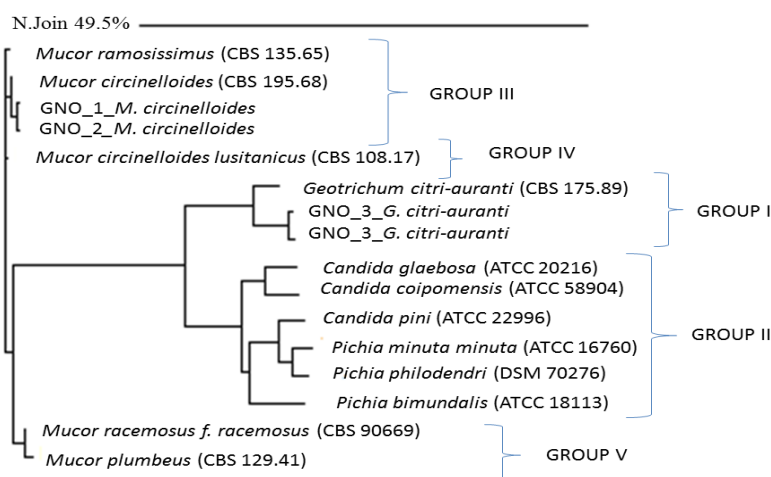 N.Join 49.5%
Mucor ramosissimus (CBS 135.65)
Mucor circinelloides (CBS 195.68)
GNO_1_M. circinelloides
GNO_2_M. circinelloides
GROUP III
Mucor circinelloides lusitanicus (CBS 108.17)
GROUP IV
Geotrichum citri-auranti (CBS 175.89)
GNO_3_G. citri-auranti
GNO_3_G. citri-auranti
GROUP I
Candida glaebosa (ATCC 20216)
Candida coipomensis (ATCC 58904)
Candida pini (ATCC 22996)
Pichia minuta minuta (ATCC 16760)
Pichia philodendri (DSM 70276)
Pichia bimundalis (ATCC 18113)
GROUP II
Mucor racemosus f. racemosus (CBS 90669)
Mucor plumbeus (CBS 129.41)
GROUP V